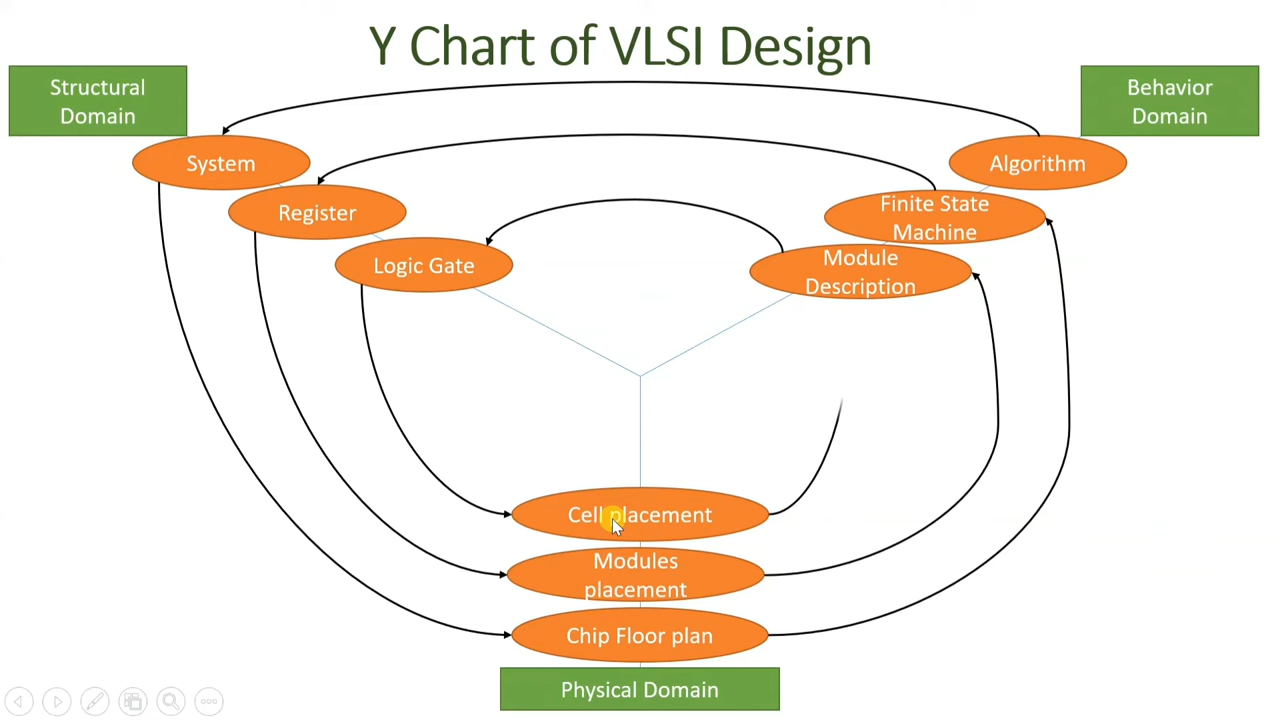 Y Chart of VLSI Design
Structural
Domain
Behavior
Domain
System
Algorithm
Register
Finite State
Machine
Logic Gate
Module
Description
Cell placement
Modules
placement
Chip Floor plan
Physical Domain